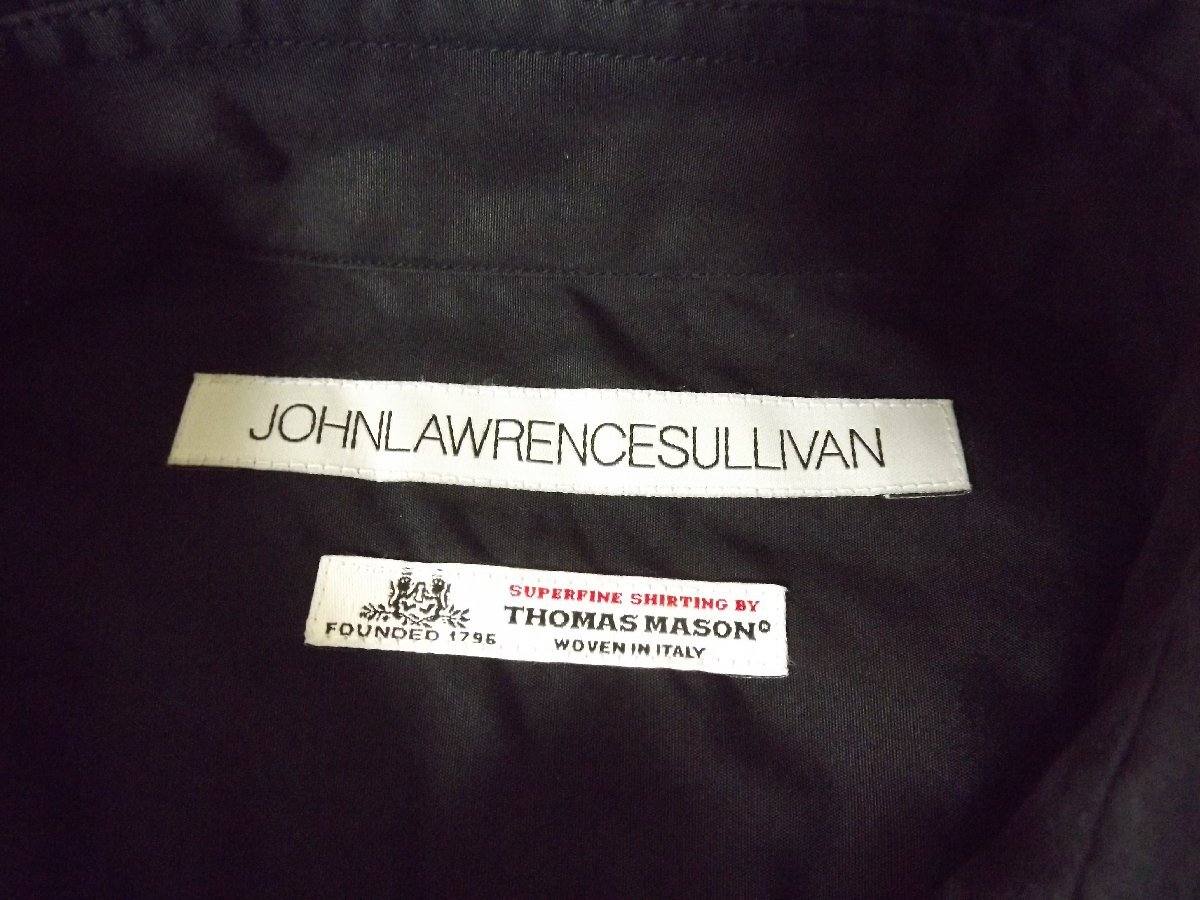 JOHNLAWRENCESULLIVAN
FOUNDED 1796
SUPERFINE SHIRTING BY
THOMAS MASON®
WOVEN IN ITALY